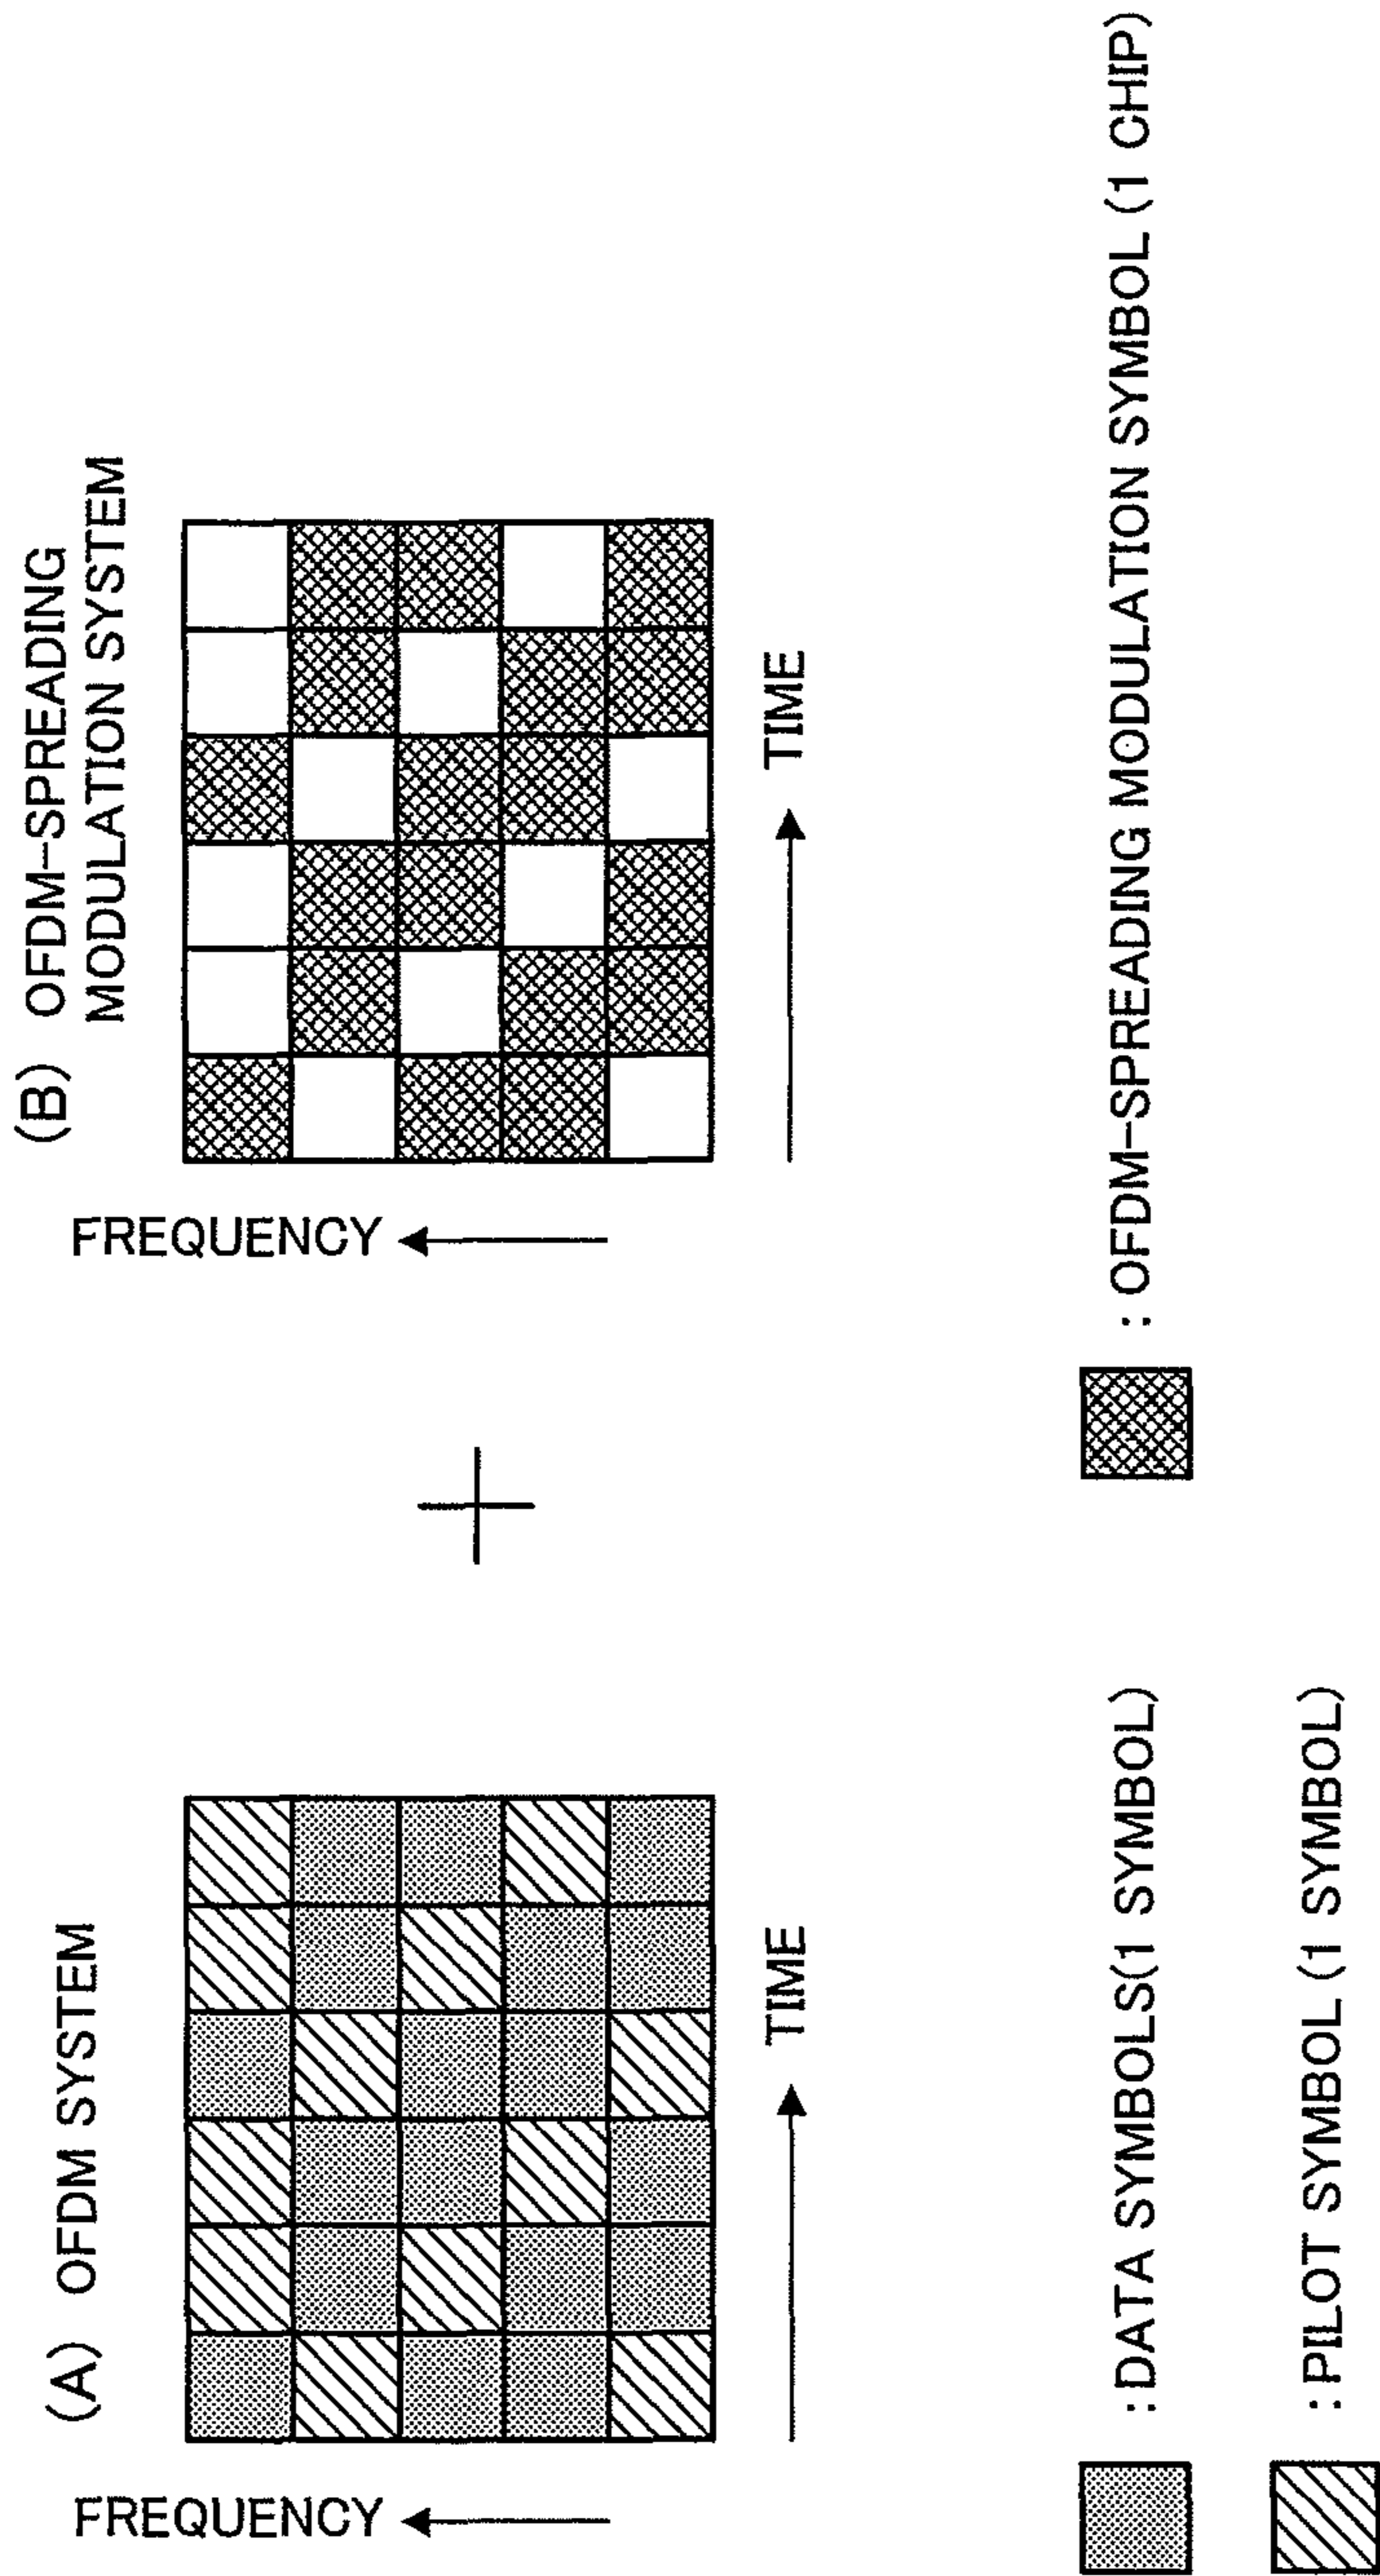 (A) OFDM SYSTEM
FREQUENCY
TIME
+
(B) OFDM-SPREADING
MODULATION SYSTEM
FREQUENCY
TIME
:DATA SYMBOLS(1 SYMBOL)
:PILOT SYMBOL (1 SYMBOL)
: OFDM-SPREADING MODULATION SYMBOL (1 CHIP)